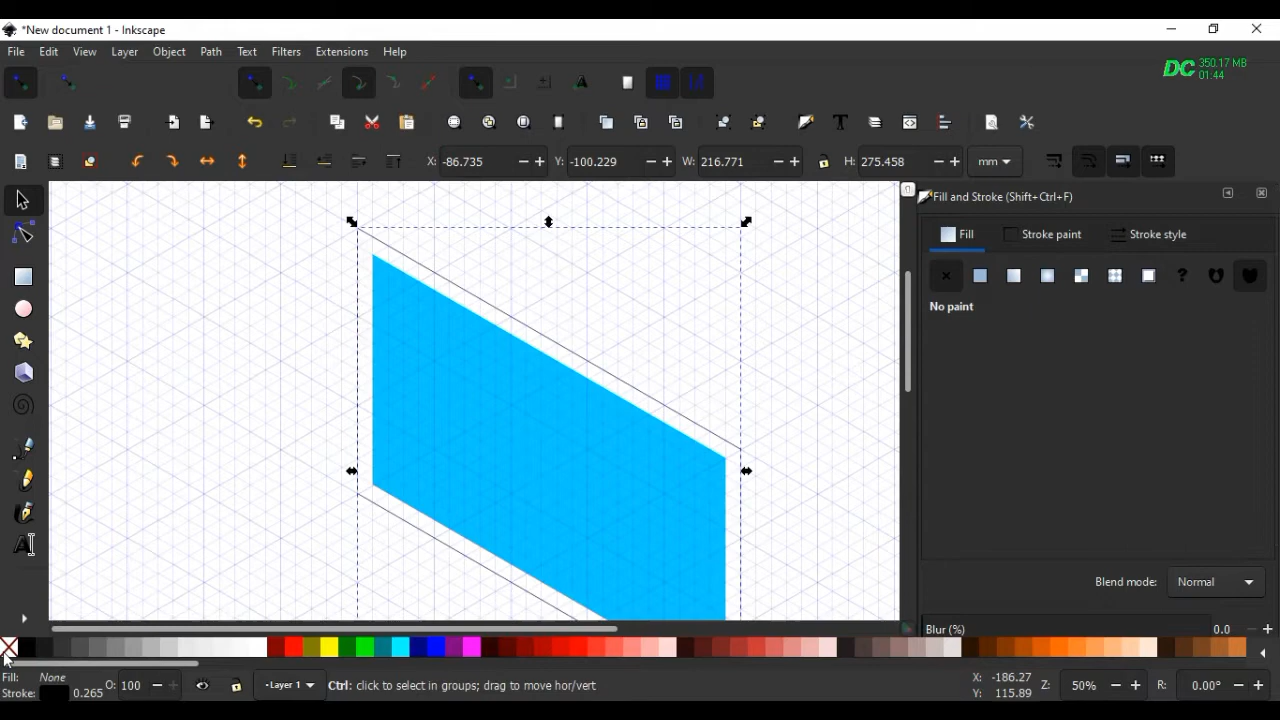 *New document 1 - Inkscape
DC 350.17 MB
01:44
File Edit View Layer Object Path Text Filters Extensions Help
X: -86.735 Y: -100.229 W: 216.771 H: 275.458 mm
Fill and Stroke (Shift+Ctrl+F)
Fill Stroke paint Stroke style
No paint
Blend mode: Normal
Blur (%) 0.0
Fill: None
Stroke: 0.265
O: 100
Layer 1
Ctrl: click to select in groups; drag to move hor/vert
X: -186.27
Y: 115.89
Z: 50%
R: 0.00°